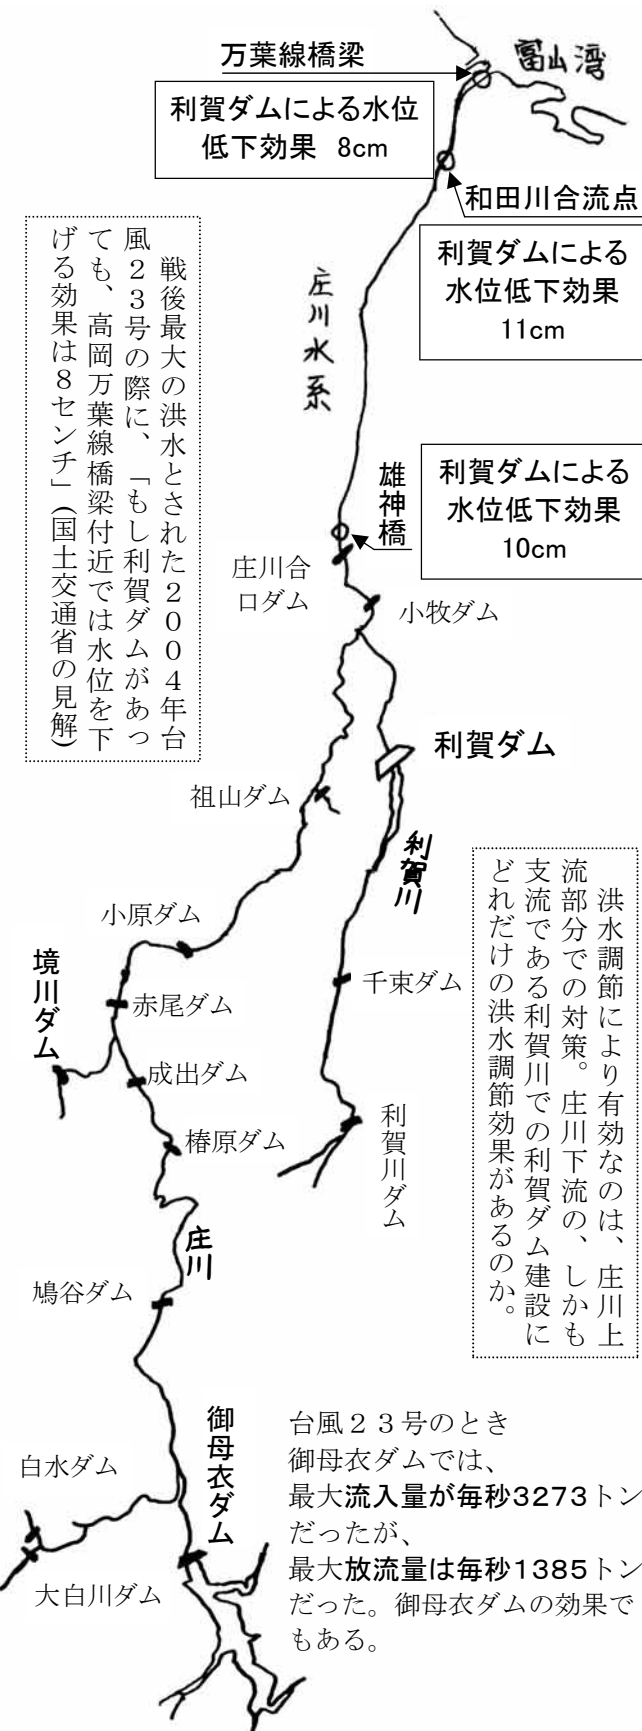 万葉線橋梁
富山湾
利賀ダムによる水位
低下効果 8cm
和田川合流点
利賀ダムによる
水位低下効果
11cm
戦後最大の洪水とされた2004年台
風23号の際に、「もし利賀ダムがあっ
ても、高岡万葉線橋梁付近では水位を下
げる効果は8センチ」(国土交通省の見解)
庄川水系
雄神橋
利賀ダムによる
水位低下効果
10cm
庄川合
口ダム
小牧ダム
利賀ダム
祖山ダム
利賀川
小原ダム
境川ダム
赤尾ダム
千束ダム
成出ダム
椿原ダム
利賀川ダム
洪水調節により有効なのは、庄川上
流部分での対策。庄川下流の、しかも
支流である利賀川での利賀ダム建設に
どれだけの洪水調節効果があるのか。
庄川
鳩谷ダム
御母衣ダム
白水ダム
大白川ダム
台風23号のとき
御母衣ダムでは、
最大流入量が毎秒3273トン
だったが、
最大放流量は毎秒1385トン
だった。御母衣ダムの効果で
もある。